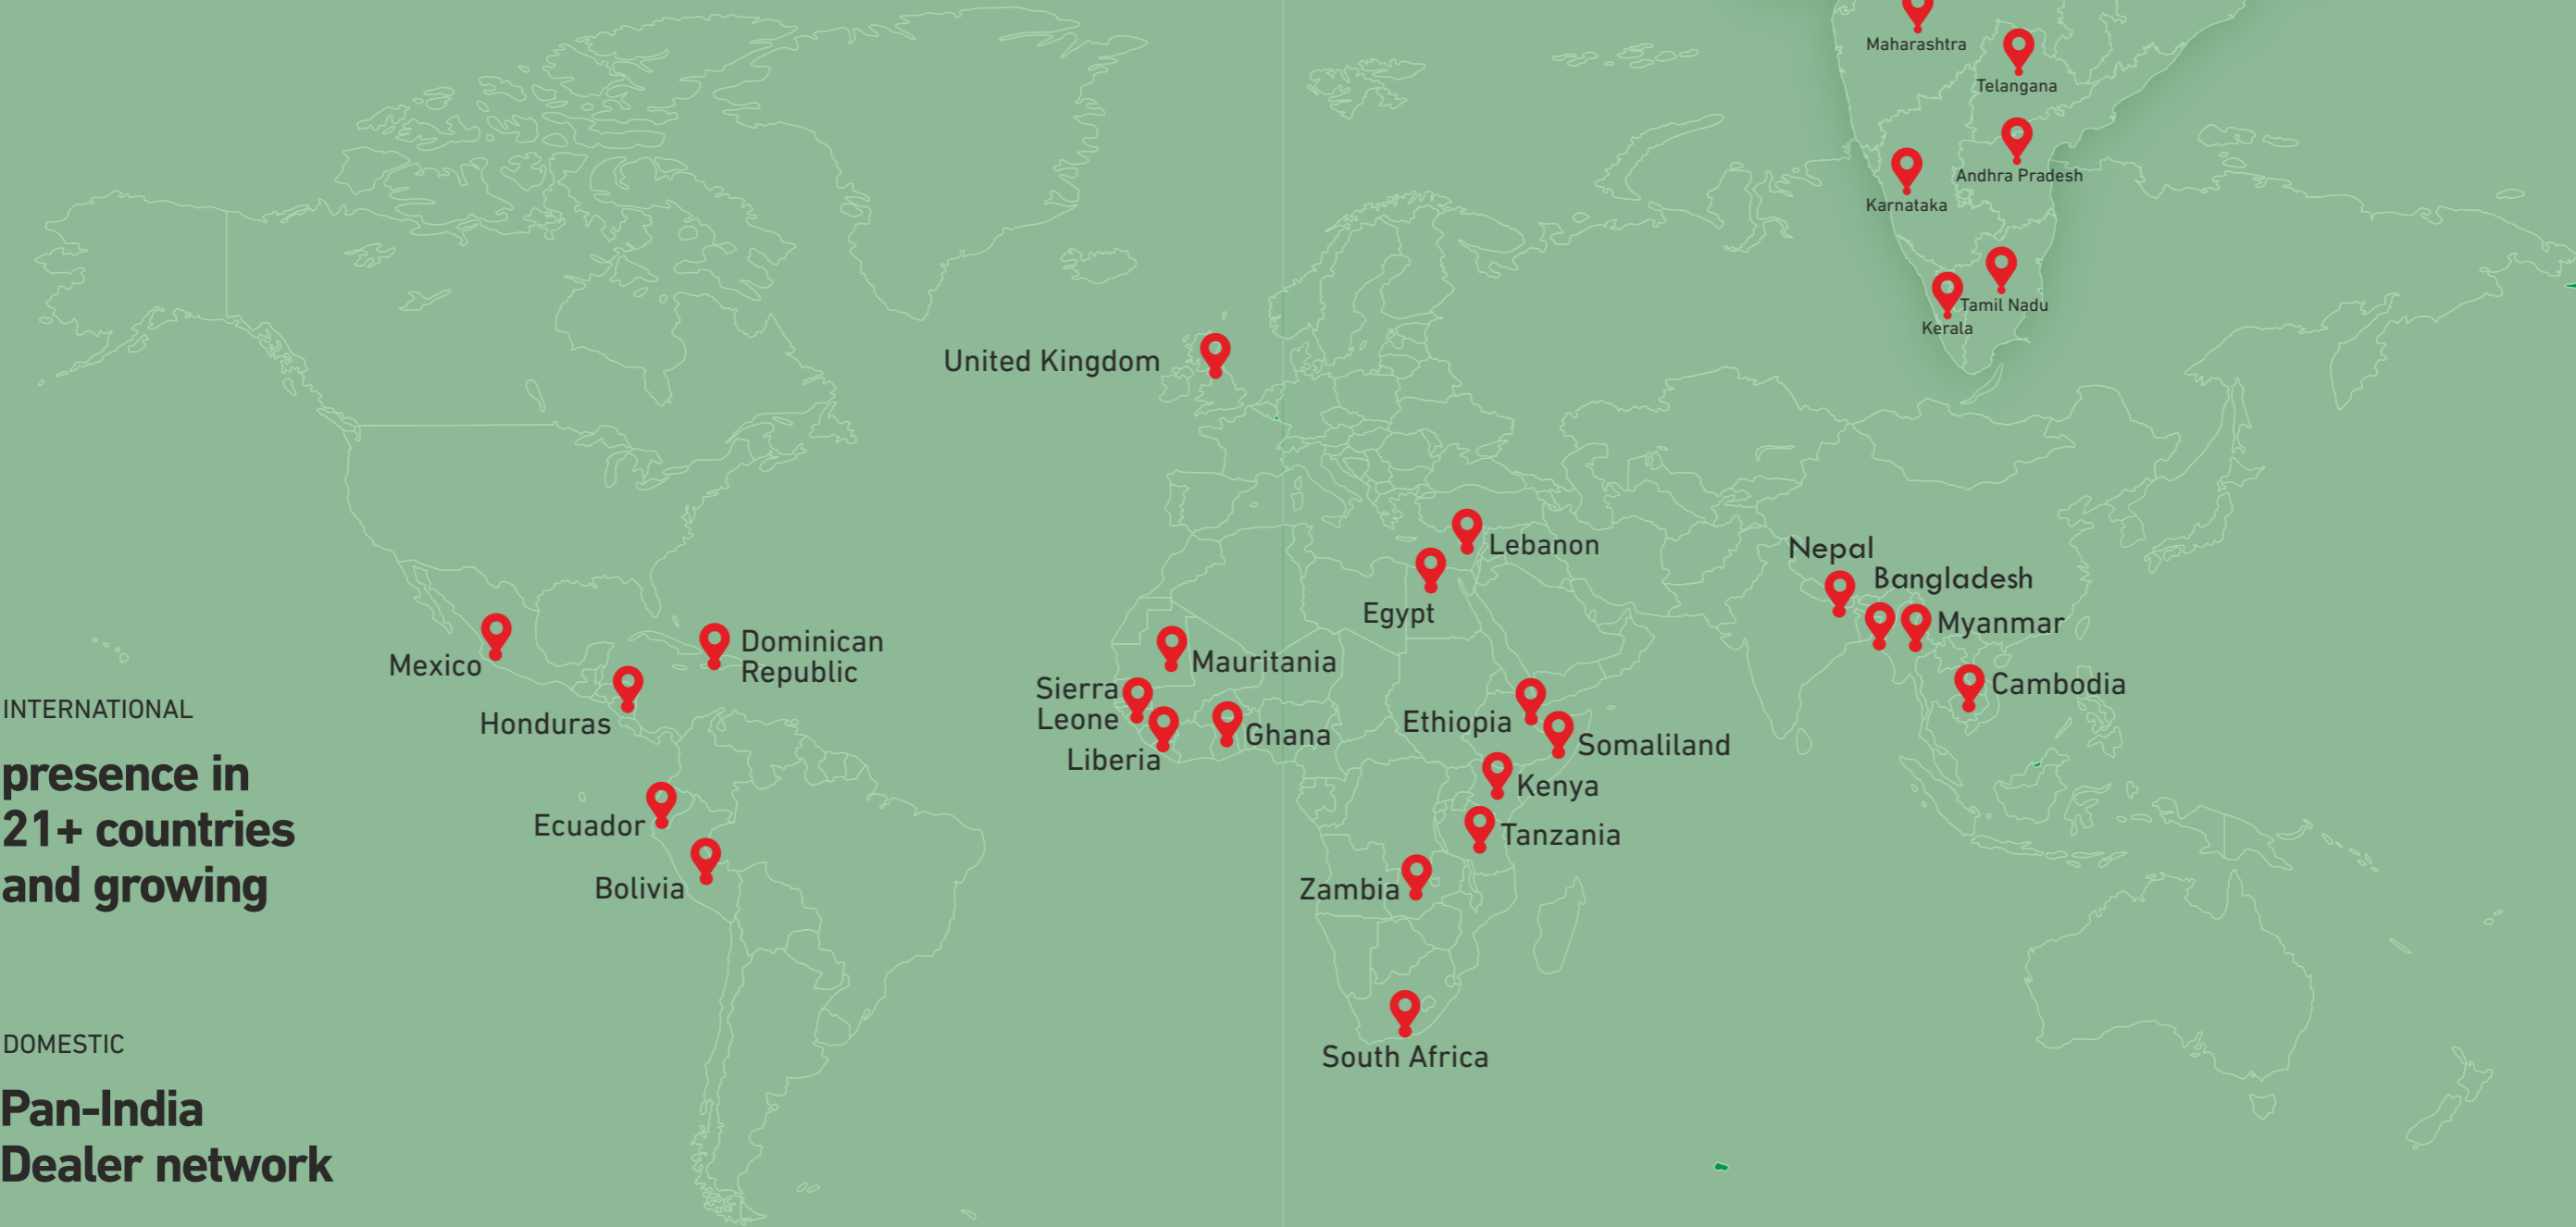 Maharashtra
Telangana
Andhra Pradesh
Karnataka
Tamil Nadu
Kerala
United Kingdom
Lebanon
Egypt
Nepal
Bangladesh
Myanmar
Cambodia
Mexico
Dominican
Republic
Honduras
Mauritania
Sierra
Leone
Liberia
Ghana
Ethiopia
Somaliland
Kenya
Tanzania
Zambia
South Africa
Ecuador
Bolivia
INTERNATIONAL
presence in
21+ countries
and growing
DOMESTIC
Pan-India
Dealer network